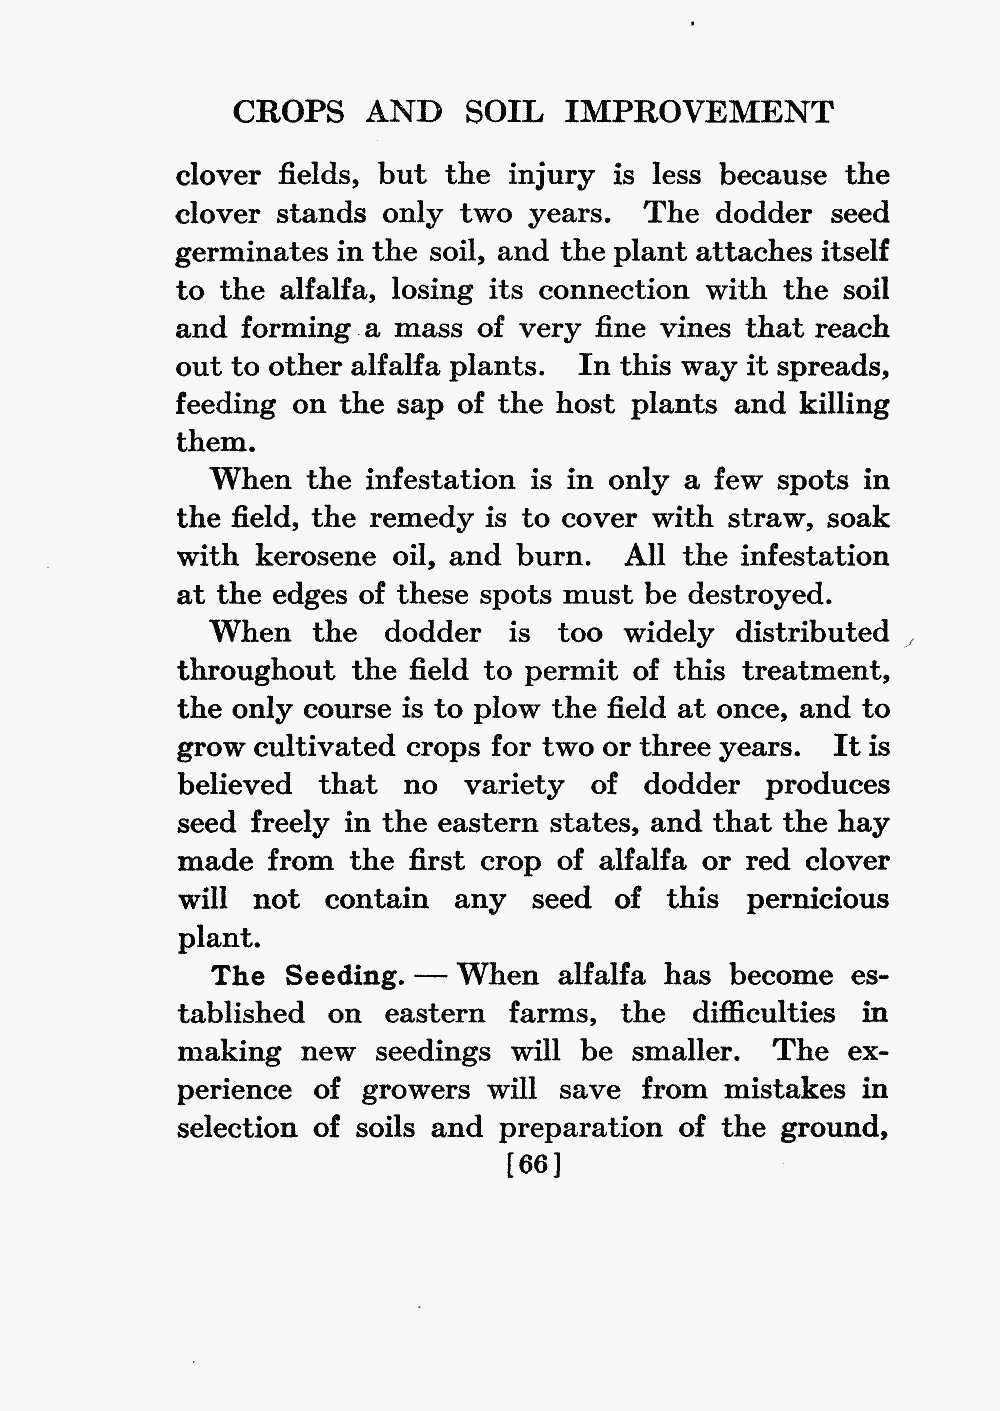 CROPS AND SOIL IMPROVEMENT
clover fields, but the injury is less because the
clover stands only two years. The dodder seed
germinates in the soil, and the plant attaches itself
to the alfalfa, losing its connection with the soil
and forming a mass of very fine vines that reach
out to other alfalfa plants. In this way it spreads,
feeding on the sap of the host plants and killing
them.
When the infestation is in only a few spots in
the field, the remedy is to cover with straw, soak
with kerosene oil, and burn. All the infestation
at the edges of these spots must be destroyed.
When the dodder is too widely distributed
throughout the field to permit of this treatment,
the only course is to plow the field at once, and to
grow cultivated crops for two or three years. It is
believed that no variety of dodder produces
seed freely in the eastern states, and that the hay
made from the first crop of alfalfa or red clover
will not contain any seed of this pernicious
plant.
The Seeding. — When alfalfa has become es-
tablished on eastern farms, the difficulties in
making new seedings will be smaller. The ex-
perience of growers will save from mistakes in
selection of soils and preparation of the ground,
[66]